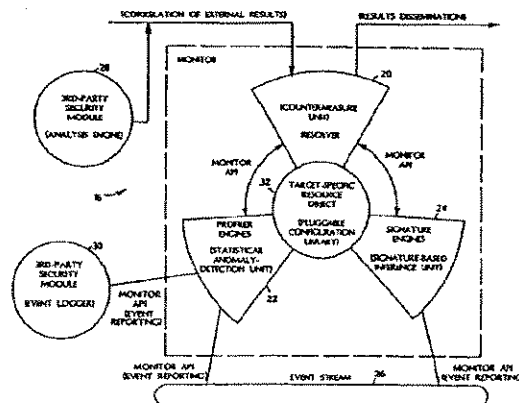 (CORRELATION OF EXTERNAL RESULTS)
(RESULTS DISSEMINATION)
MONITOR
28
20
3RD-PARTY
SECURITY
MODULE
(ANALYSIS ENGINE)
(COUNTERMEASURE
UNIT)
RESOLVER
MONITOR
API
MONITOR
API
16
32
TARGET-SPECIFIC
RESOURCE
OBJECT
(PLUGGABLE CONFIGURATION
LIBRARY)
24
30
PROFILER
ENGINES
(STATISTICAL
ANOMALY-
DETECTION UNIT)
SIGNATURE
ENGINES
(SIGNATURE-BASED
INFERENCE UNIT)
3RD-PARTY
SECURITY
MODULE
(EVENT LOGGER)
22
MONITOR
API
(EVENT
REPORTING)
MONITOR API
(EVENT REPORTING)
MONITOR API
(EVENT REPORTING)
EVENT STREAM
26